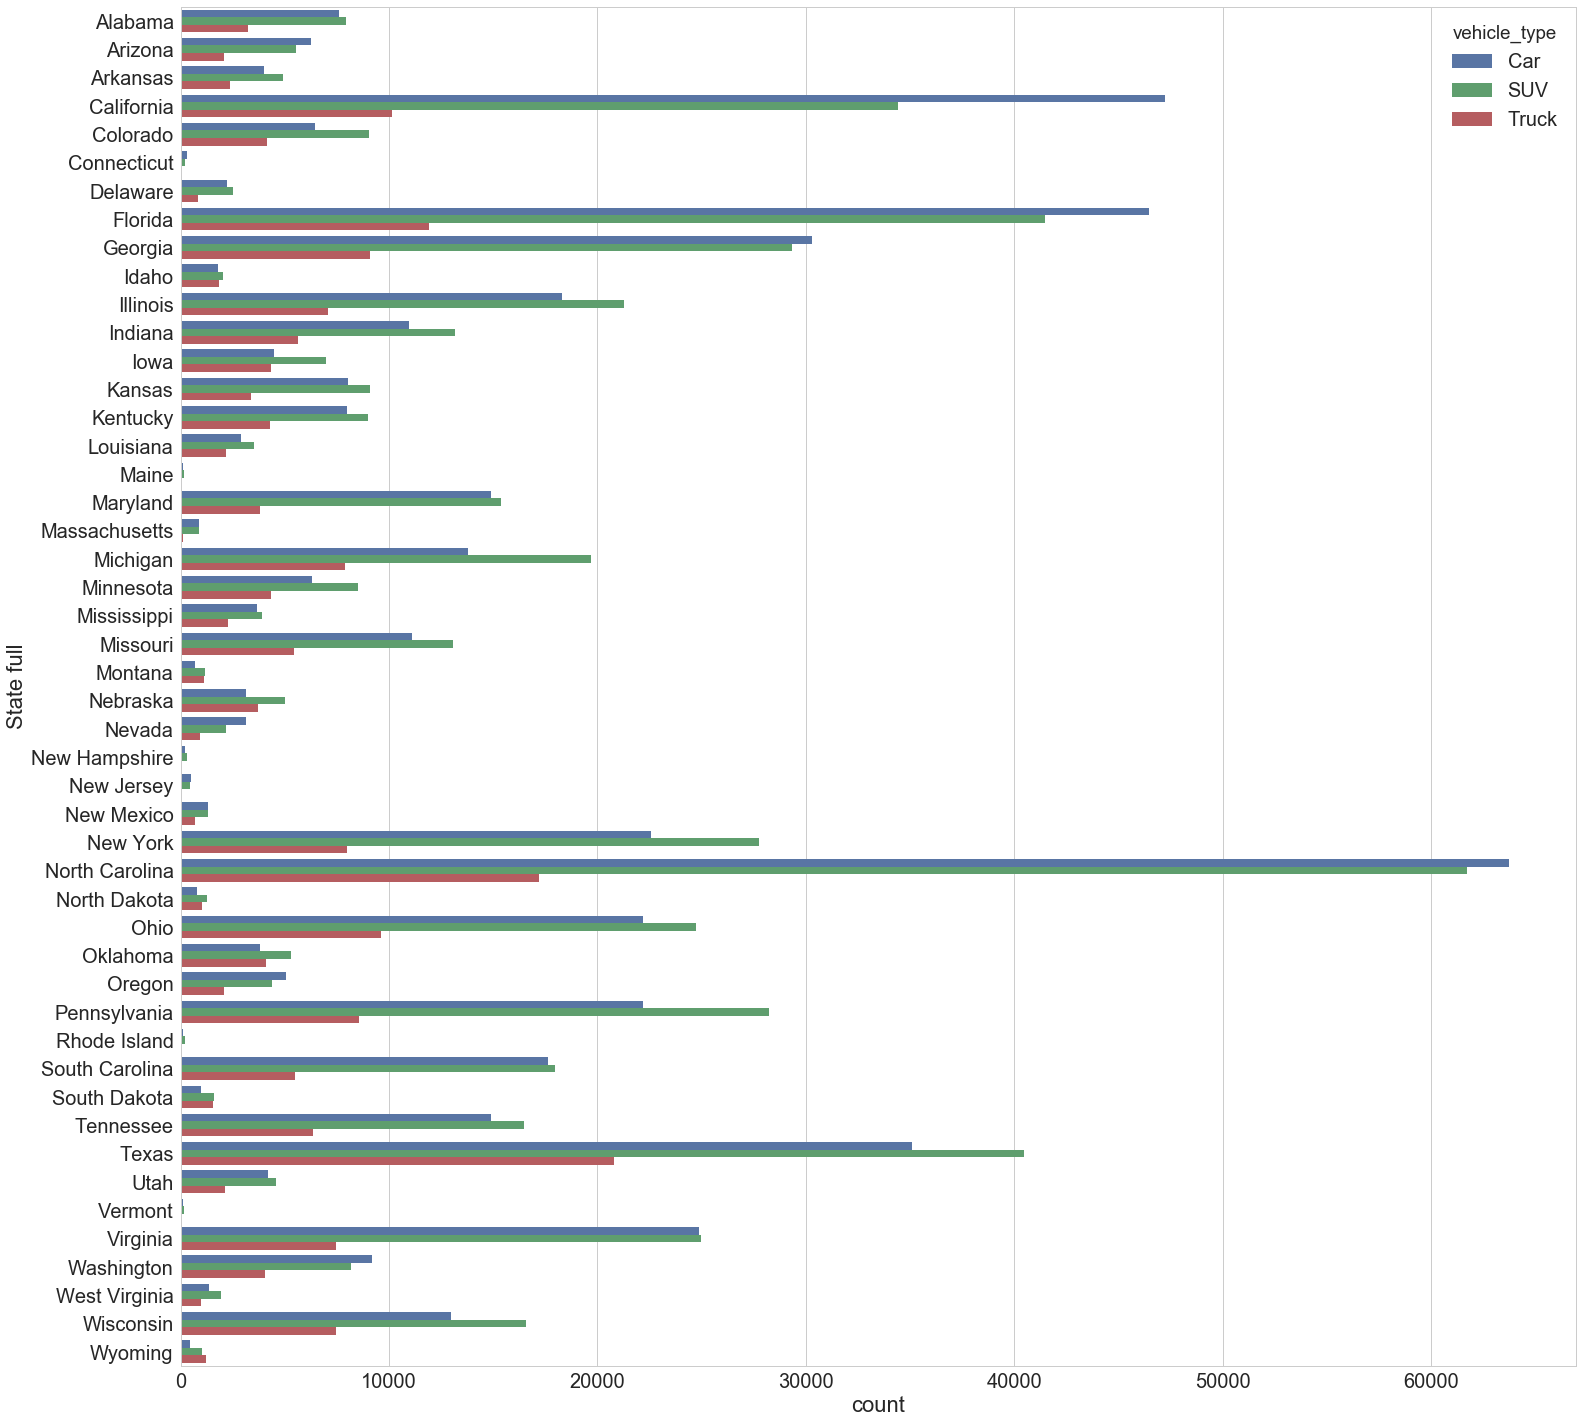 vehicle_type
Car
SUV
Truck
State full
Alabama
Arizona
Arkansas
California
Colorado
Connecticut
Delaware
Florida
Georgia
Idaho
Illinois
Indiana
Iowa
Kansas
Kentucky
Louisiana
Maine
Maryland
Massachusetts
Michigan
Minnesota
Mississippi
Missouri
Montana
Nebraska
Nevada
New Hampshire
New Jersey
New Mexico
New York
North Carolina
North Dakota
Ohio
Oklahoma
Oregon
Pennsylvania
Rhode Island
South Carolina
South Dakota
Tennessee
Texas
Utah
Vermont
Virginia
Washington
West Virginia
Wisconsin
Wyoming
0 10000 20000 30000 40000 50000 60000
count